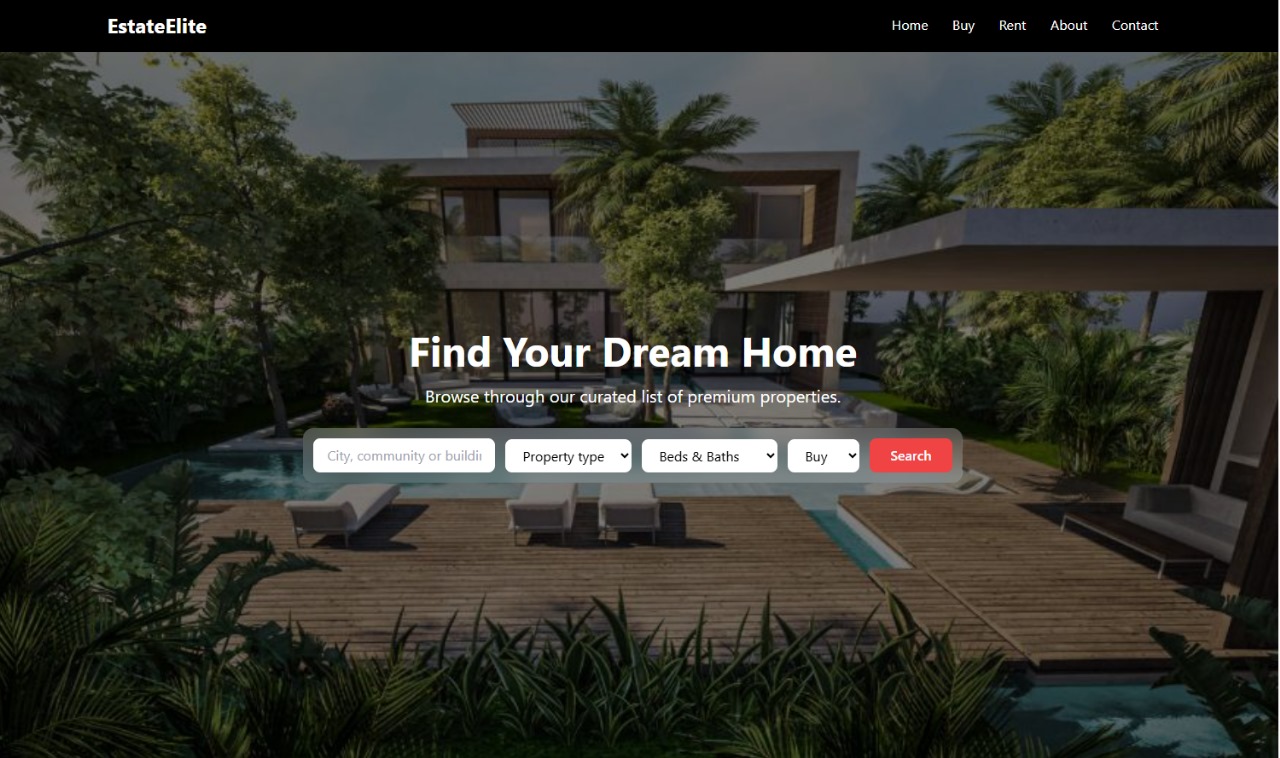 EstateElite
Home Buy Rent About Contact
Find Your Dream Home
Browse through our curated list of premium properties.
City, community or buildi
Property type
Beds & Baths
Buy
Search